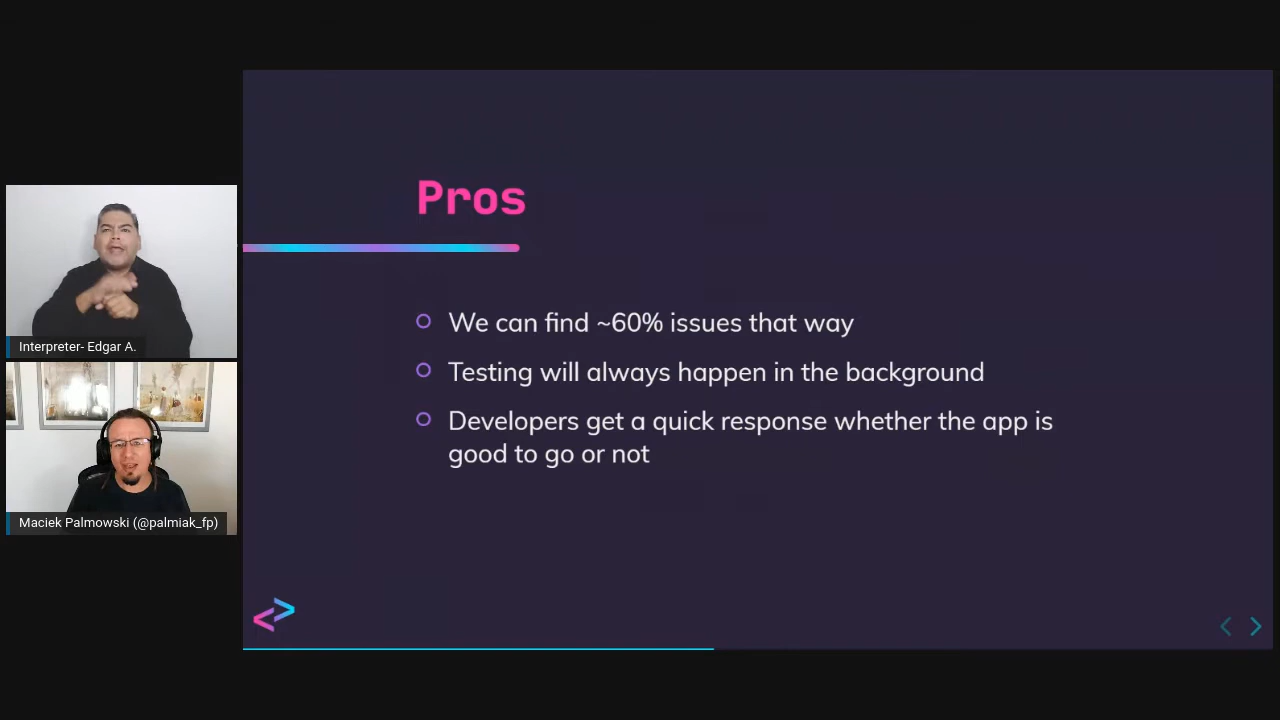 Pros
We can find ~60% issues that way
Testing will always happen in the background
Developers get a quick response whether the app is
good to go or not
Interpreter- Edgar A.
Maciek Palmowski (@palmiak_fp)